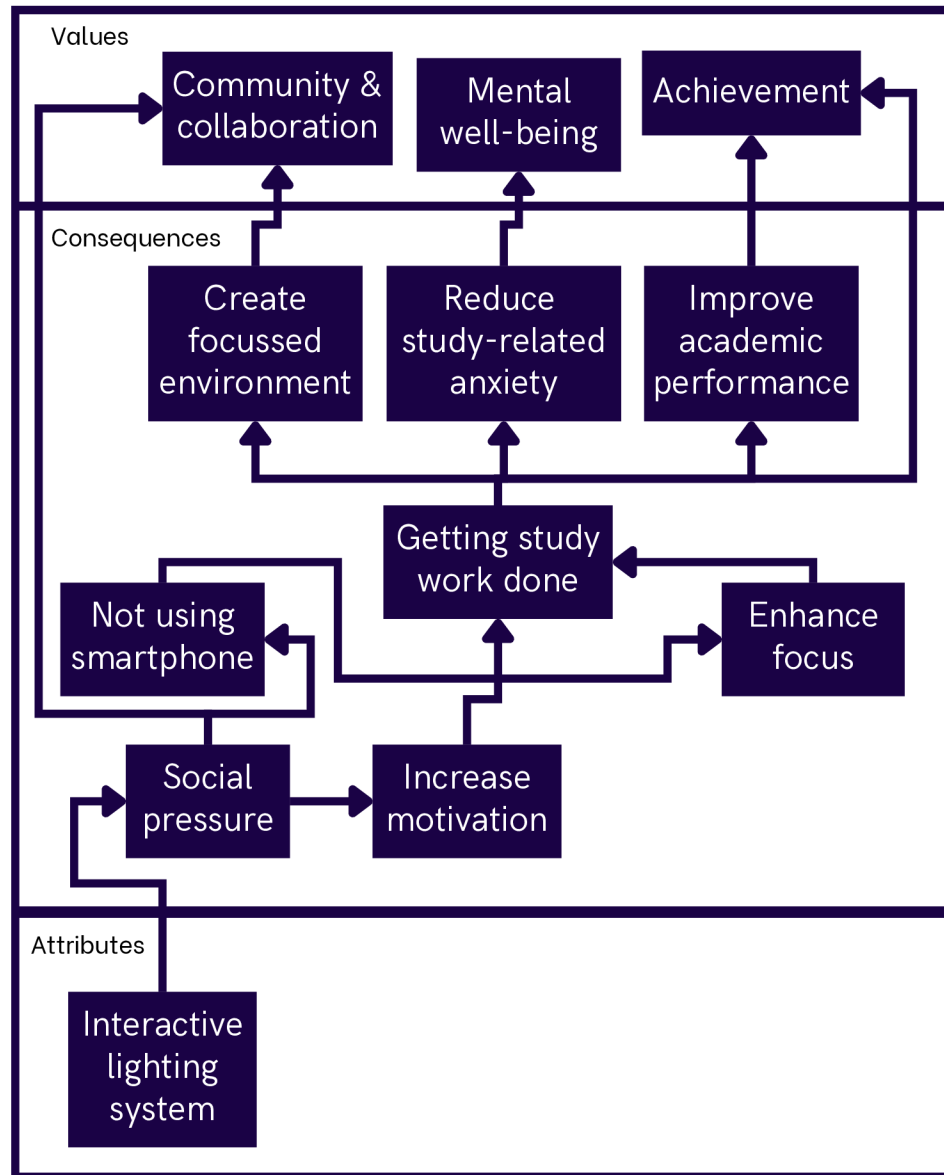 Values
Community &
collaboration
Mental
well-being
Achievement
Consequences
Create
focussed
environment
Reduce
study-related
anxiety
Improve
academic
performance
Getting study
work done
Not using
smartphone
Enhance
focus
Social
pressure
Increase
motivation
Attributes
Interactive
lighting
system